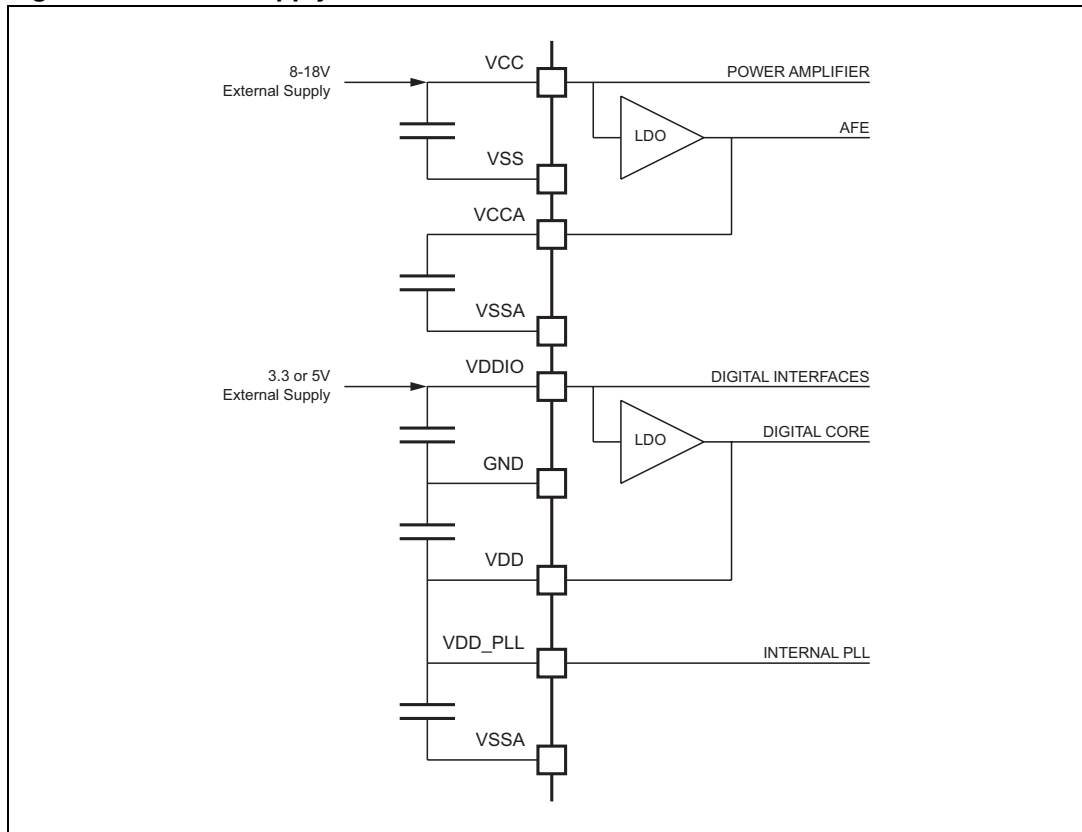 VCC
8-18V
External Supply
POWER AMPLIFIER
LDO
AFE
VSS
VCCA
VSSA
VDDIO
3.3 or 5V
External Supply
DIGITAL INTERFACES
LDO
DIGITAL CORE
GND
VDD
VDD_PLL
INTERNAL PLL
VSSA